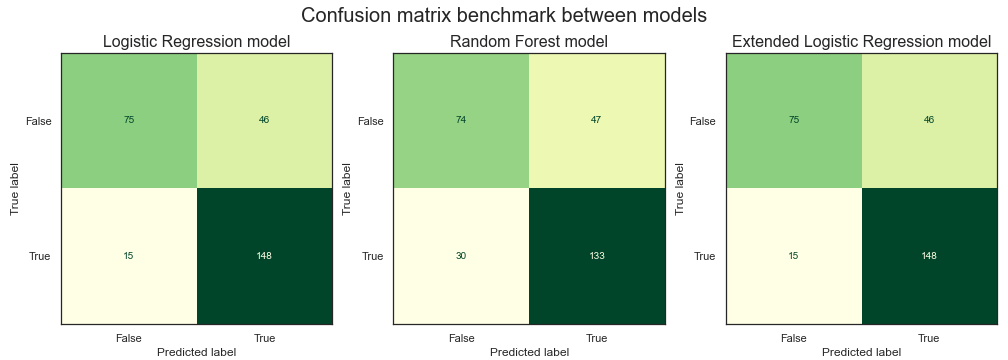 Confusion matrix benchmark between models
Logistic Regression model
Random Forest model
Extended Logistic Regression model
True label
False
75
46
True
15
148
False
True
Predicted label
True label
False
74
47
True
30
133
False
True
Predicted label
True label
False
75
46
True
15
148
False
True
Predicted label